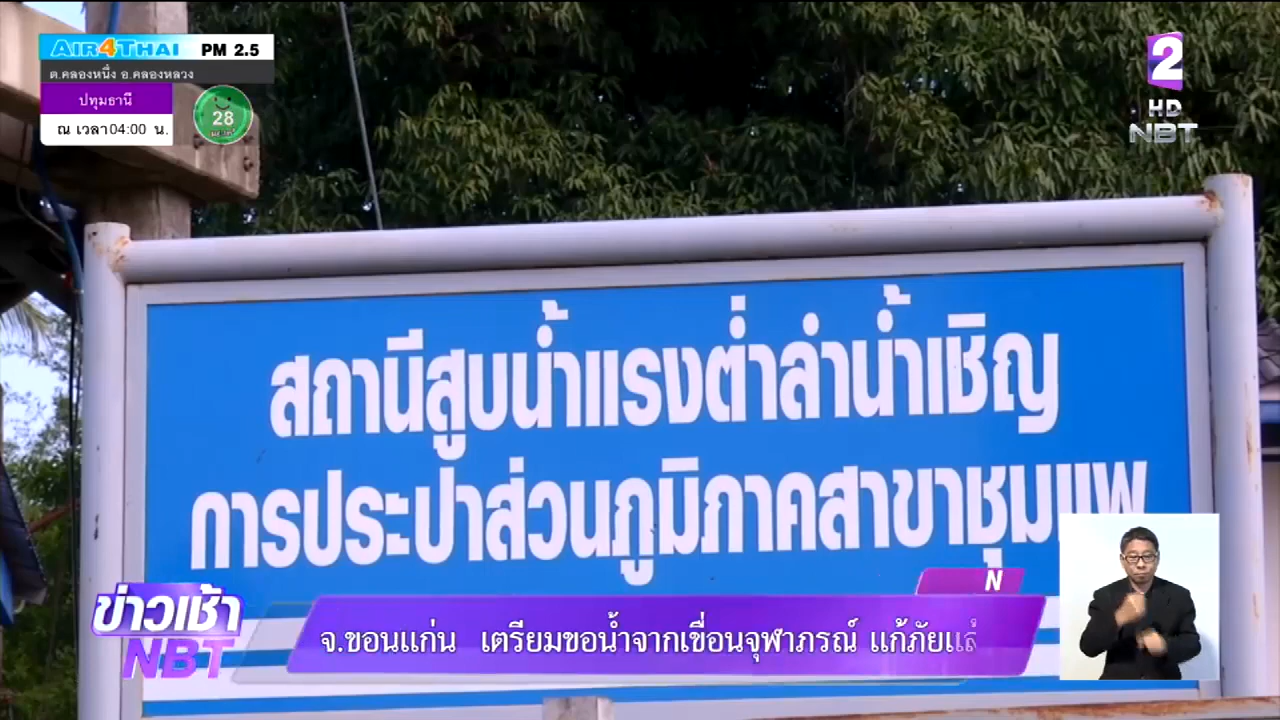 AIR4THAI PM 2.5
ต.คลองหนึ่ง อ.คลองหลวง
ปทุมธานี
28
ณ เวลา04:00 น.
2
HD
NBT
สถานีสูบน้ำแรงต่ำลำน้ำเชิญ
การประปาส่วนภูมิภาคสาขาชุมแพ
N
ข่าวเช้า
NBT
จ.ขอนแก่น เตรียมขอน้ำจากเขื่อนจุฬาภรณ์ แก้ภัยแล้